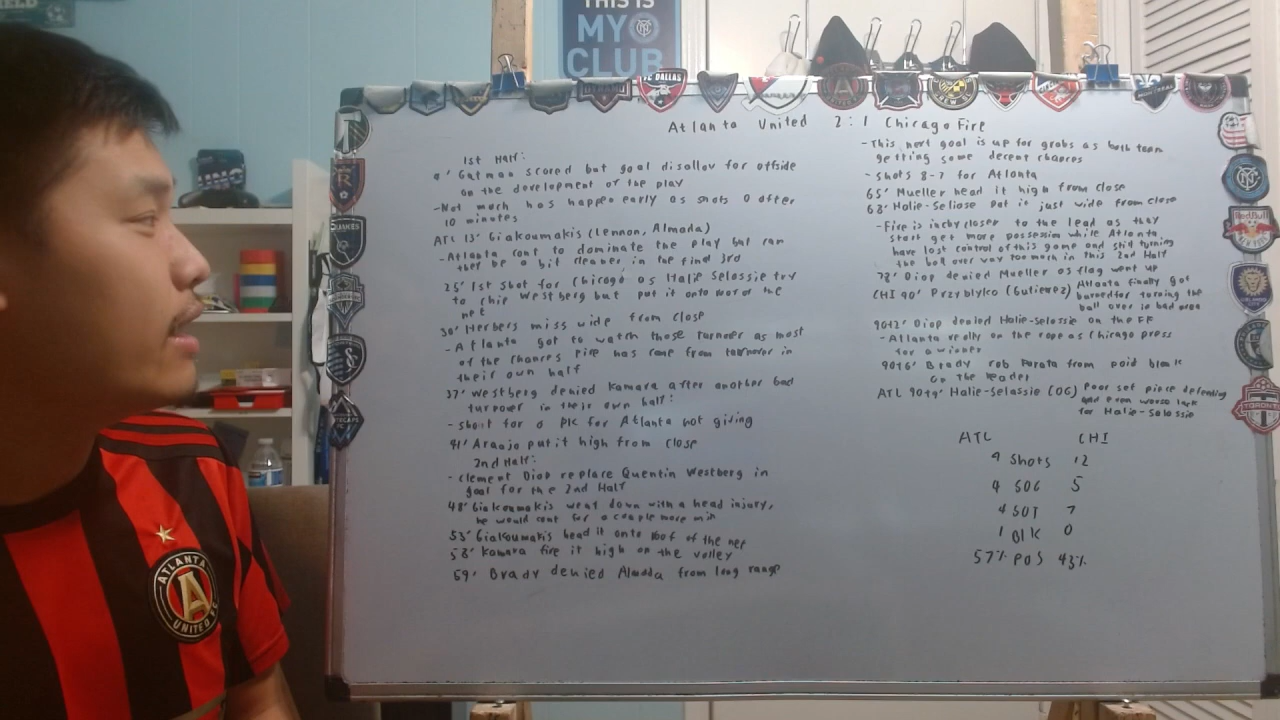 THIS IS
MY
CLUB
FC DALLAS
Atlanta United 2:1 Chicago Fire
1st Half:
8' Gutman scored but goal disallow for offside
on the development of the play
-Not much has happen early as shots 0 after
10 minutes
ATL 13' Giakoumakis (Lennon, Almada)
-Atlanta cont to dominate the play but can
they be a bit cleaner in the final 3rd
25' 1st shot for Chicago as Haile Selassie try
to chip Westberg but put it onto roof of the
net
30' Herbers miss wide from close
-Atlanta got to watch those turnover as most
of the chances Fire has come from turnover in
their own half
37' Westberg denied Kamara after another bad
turnover in their own half!
-shout for a PK for Atlanta not giving
41' Araujo put it high from close
2nd Half:
-Clement Diop replace Quentin Westberg in
goal for the 2nd Half
48' Giakoumakis went down with a head injury,
he would cont for a couple more min
53' Giakoumakis head it onto roof of the net
58' Kamara fire it high on the volley
59' Brady denied Almada from long range
-This next goal is up for grabs as both team
getting some decent chances
-Shots 8-7 for Atlanta
65' Mueller head it high from close
68' Haile-Selassie put it just wide from close
-Fire is inchy closer to the lead as they
start get more possession while Atlanta
have lost control of this game and still turning
the ball over way too much in this 2nd Half
78' Diop denied Mueller as flag went up
CHI 90' Przybylko (Gutierrez) Atlanta finally got
burned for turning the
ball over in bad area
90+2' Diop denied Haile-Selassie on the FK
-Atlanta really on the rope as Chicago press
for a winner
90+6' Brady rob Parata from point blank
on the header
ATL 90+9' Haile-Selassie (OG) Poor set piece defending
and even worse luck
for Haile-Selassie
ATL CHI
9 Shots 12
4 SOG 5
4 SOT 7
1 Blk 0
57% POS 43%
Red Bull
TORONTO
ATLANTA
A
UNITED FC